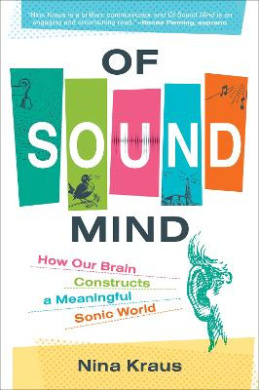 "Nina Kraus is a brilliant communicator, and Of Sound Mind is an
engaging and entertaining read." —Renée Fleming, soprano
OF
SOUND
MIND
How Our Brain
Constructs
a Meaningful
Sonic World
Nina Kraus